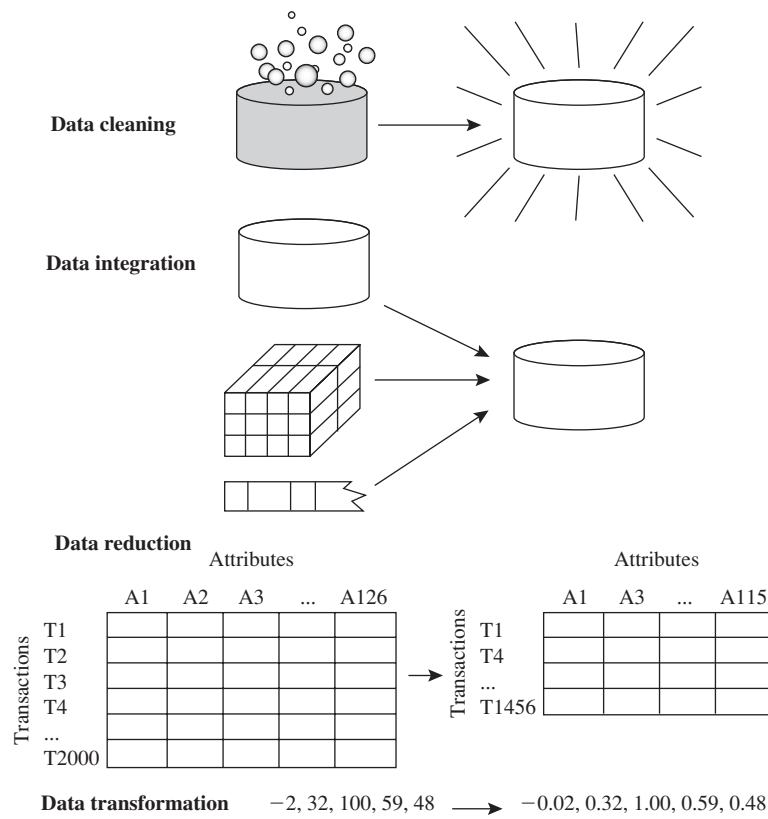 Data cleaning
Data integration
Data reduction
Attributes
A1 A2 A3 ... A126
Transactions
T1
T2
T3
T4
...
T2000
Attributes
A1 A3 ... A115
Transactions
T1
T4
...
T1456
Data transformation −2, 32, 100, 59, 48 −0.02, 0.32, 1.00, 0.59, 0.48